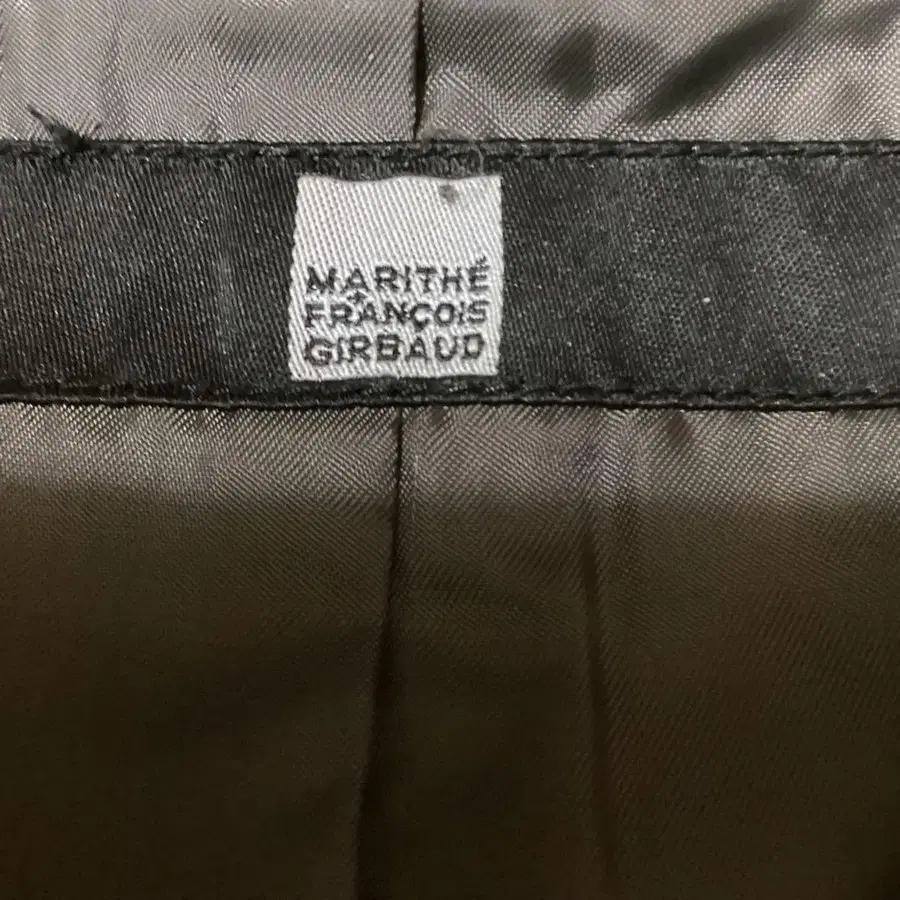 MARITHÉ
+
FRANÇOIS
GIRBAUD